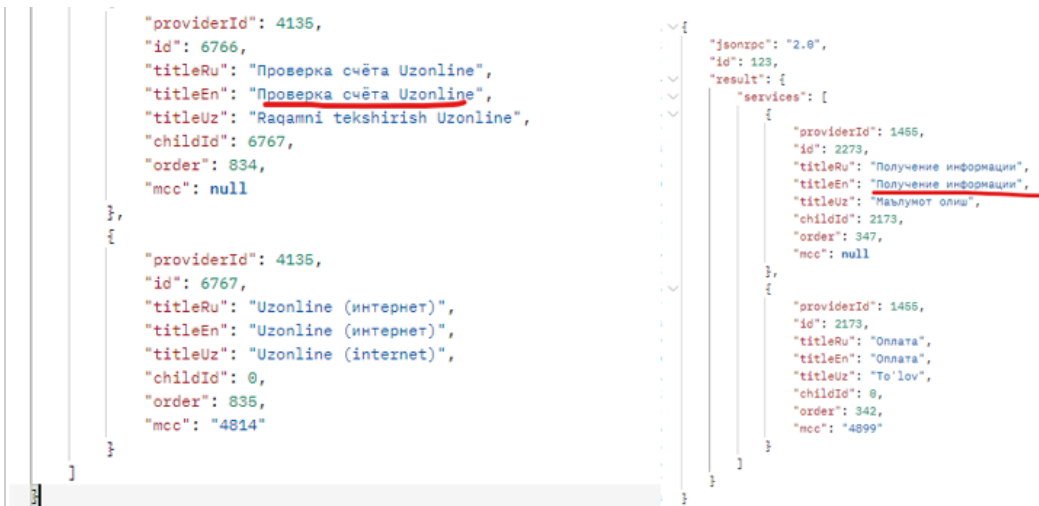 "providerId": 4135,
"id": 6766,
"titleRu": "Проверка счёта Uzonline",
"titleEn": "Проверка счёта Uzonline",
"titleUz": "Raqamni tekshirish Uzonline",
"childId": 6767,
"order": 834,
"mcc": null
},
{
"providerId": 4135,
"id": 6767,
"titleRu": "Uzonline (интернет)",
"titleEn": "Uzonline (интернет)",
"titleUz": "Uzonline (internet)",
"childId": 0,
"order": 835,
"mcc": "4814"
}
]
}
{
"jsonrpc": "2.0",
"id": 123,
"result": {
"services": [
{
"providerId": 1455,
"id": 2273,
"titleRu": "Получение информации",
"titleEn": "Получение информации",
"titleUz": "Маълумот олиш",
"childId": 2173,
"order": 347,
"mcc": null
},
{
"providerId": 1455,
"id": 2173,
"titleRu": "Оплата",
"titleEn": "Оплата",
"titleUz": "To'lov",
"childId": 0,
"order": 342,
"mcc": "4899"
}
]
}
}